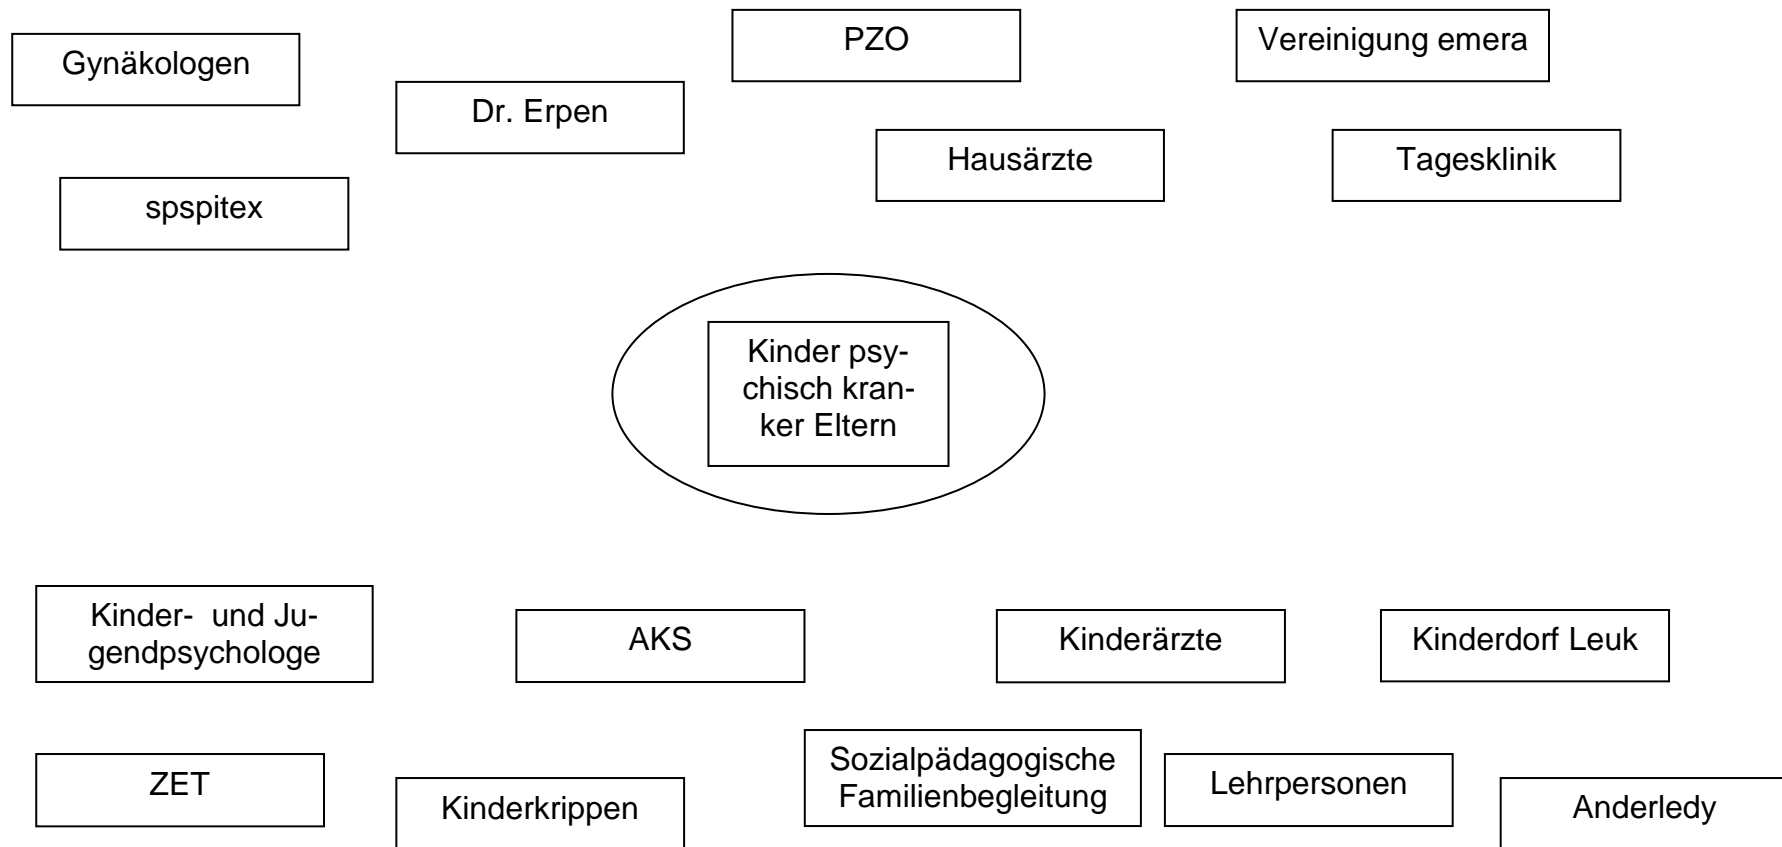 Gynäkologen
Dr. Erpen
PZO
Vereinigung emera
spspitex
Hausärzte
Tagesklinik
Kinder psy-
chisch kran-
ker Eltern
Kinder-  und Ju-
gendpsychologe
AKS
Kinderärzte
Kinderdorf Leuk
ZET
Kinderkrippen
Sozialpädagogische
Familienbegleitung
Lehrpersonen
Anderledy